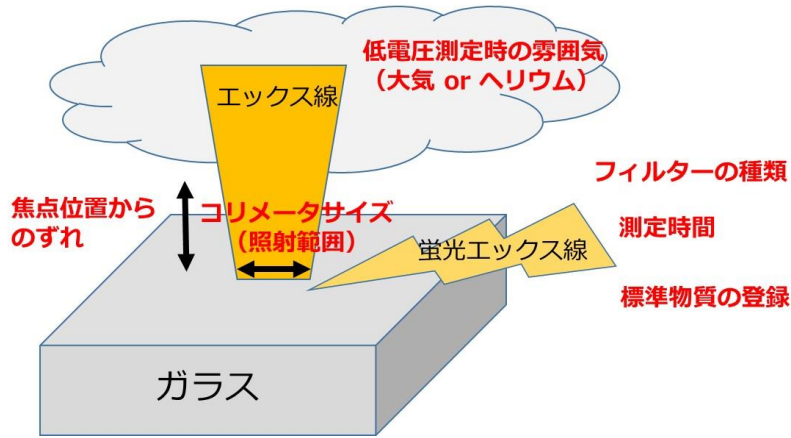 低電圧測定時の雰囲気
（大気 or ヘリウム）
エックス線
フィルターの種類
焦点位置から
のずれ
コリメータサイズ
（照射範囲）
測定時間
蛍光エックス線
標準物質の登録
ガラス